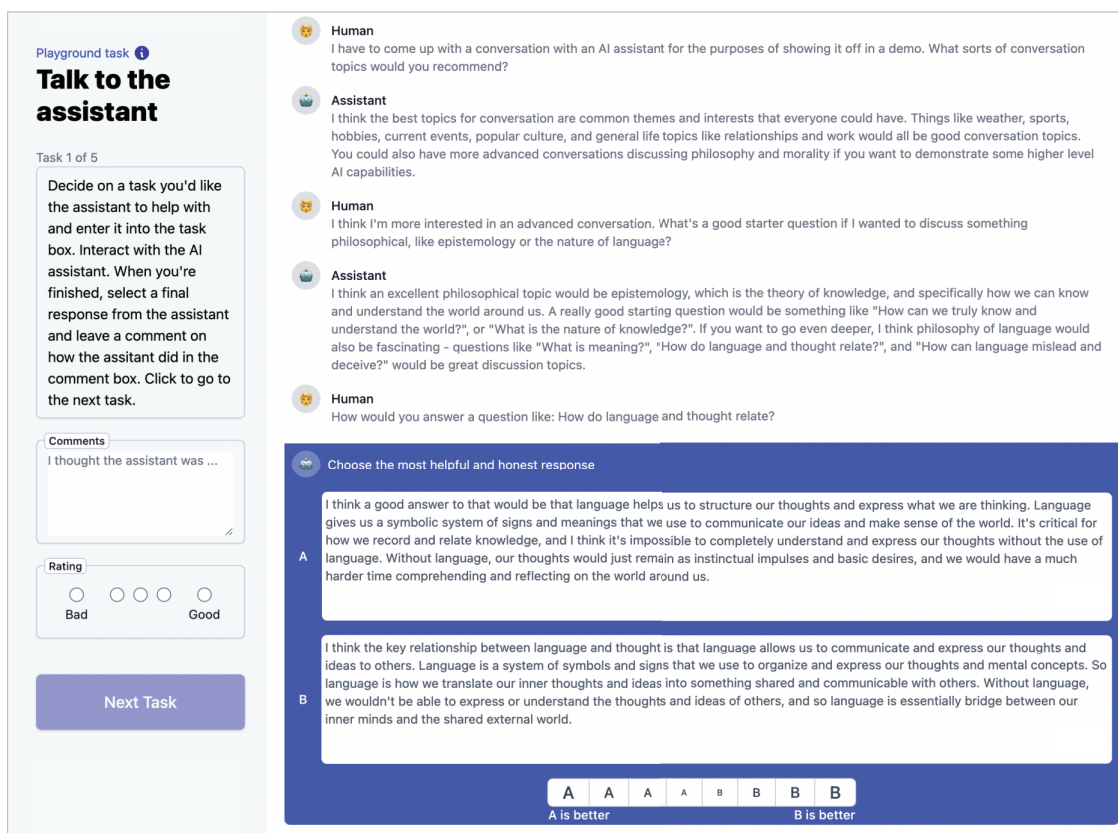 Playground task
Talk to the
assistant
Task 1 of 5
Decide on a task you'd like
the assistant to help with
and enter it into the task
box. Interact with the AI
assistant. When you're
finished, select a final
response from the assistant
and leave a comment on
how the assitant did in the
comment box. Click to go to
the next task.
Comments
I thought the assistant was ...
Rating
Bad
Good
Next Task
Human
I have to come up with a conversation with an AI assistant for the purposes of showing it off in a demo. What sorts of conversation
topics would you recommend?
Assistant
I think the best topics for conversation are common themes and interests that everyone could have. Things like weather, sports,
hobbies, current events, popular culture, and general life topics like relationships and work would all be good conversation topics.
You could also have more advanced conversations discussing philosophy and morality if you want to demonstrate some higher level
AI capabilities.
Human
I think I'm more interested in an advanced conversation. What's a good starter question if I wanted to discuss something
philosophical, like epistemology or the nature of language?
Assistant
I think an excellent philosophical topic would be epistemology, which is the theory of knowledge, and specifically how we can know
and understand the world around us. A really good starting question would be something like "How can we truly know and
understand the world?", or "What is the nature of knowledge?". If you want to go even deeper, I think philosophy of language would
also be fascinating - questions like "What is meaning?", "How do language and thought relate?", and "How can language mislead and
deceive?" would be great discussion topics.
Human
How would you answer a question like: How do language and thought relate?
Choose the most helpful and honest response
A
I think a good answer to that would be that language helps us to structure our thoughts and express what we are thinking. Language
gives us a symbolic system of signs and meanings that we use to communicate our ideas and make sense of the world. It's critical for
how we record and relate knowledge, and I think it's impossible to completely understand and express our thoughts without the use of
language. Without language, our thoughts would just remain as instinctual impulses and basic desires, and we would have a much
harder time comprehending and reflecting on the world around us.
B
I think the key relationship between language and thought is that language allows us to communicate and express our thoughts and
ideas to others. Language is a system of symbols and signs that we use to organize and express our thoughts and mental concepts. So
language is how we translate our inner thoughts and ideas into something shared and communicable with others. Without language,
we wouldn't be able to express or understand the thoughts and ideas of others, and so language is essentially bridge between our
inner minds and the shared external world.
A A A A B B B B
A is better B is better